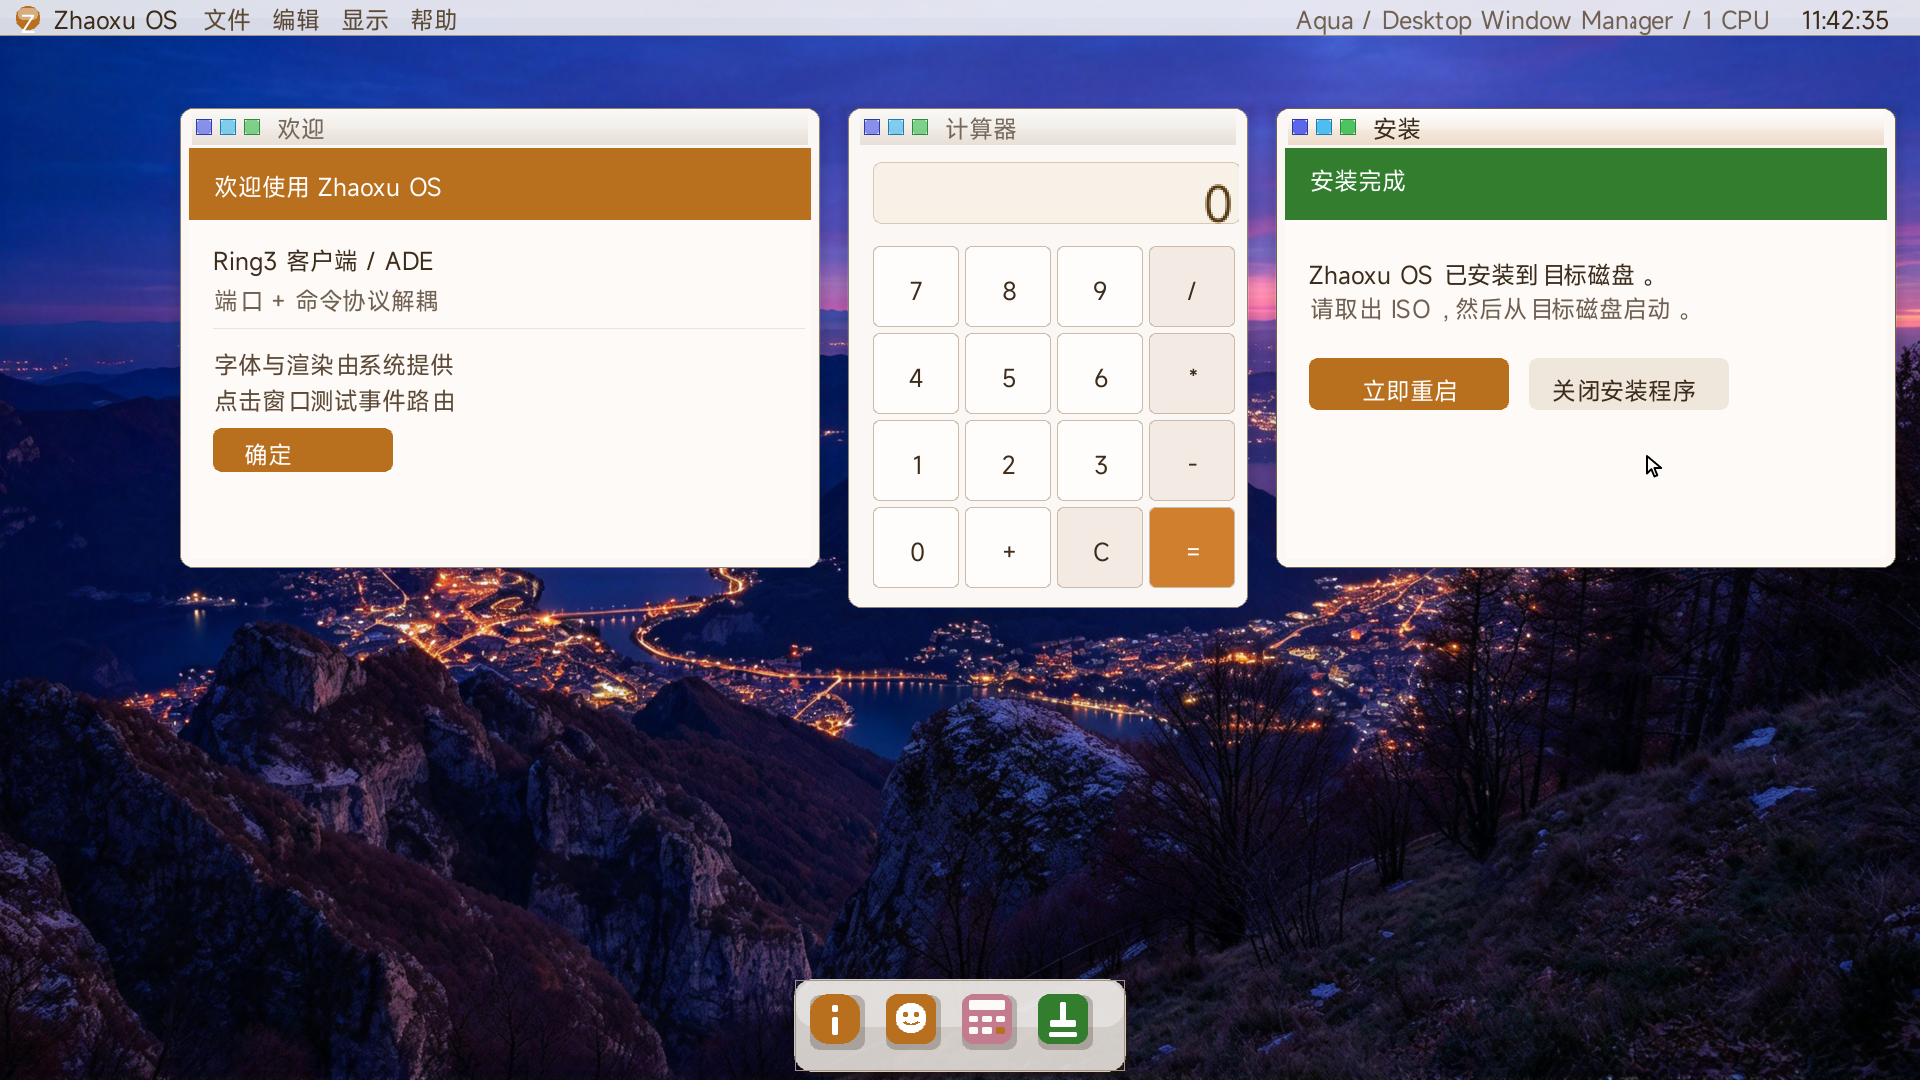 Zhaoxu OS 文件 编辑 显示 帮助
Aqua / Desktop Window Manager / 1 CPU 11:42:35
欢迎
欢迎使用 Zhaoxu OS
Ring3 客户端 / ADE
端口 + 命令协议解耦
字体与渲染由系统提供
点击窗口测试事件路由
确定
计算器
0
7 8 9 /
4 5 6 *
1 2 3 -
0 + C =
安装
安装完成
Zhaoxu OS 已安装到目标磁盘。
请取出 ISO，然后从目标磁盘启动。
立即重启 关闭安装程序